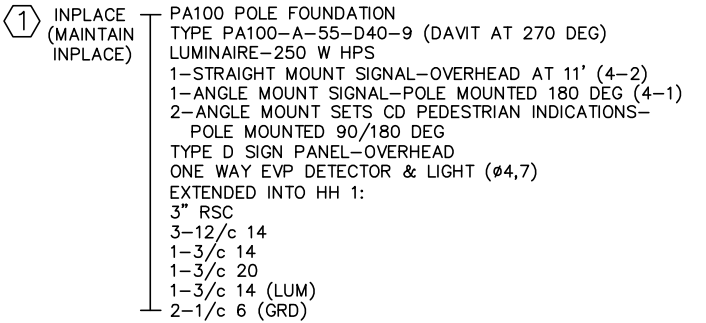 1 INPLACE PA100 POLE FOUNDATION
(MAINTAIN TYPE PA100-A-55-D40-9 (DAVIT AT 270 DEG)
INPLACE) LUMINAIRE-250 W HPS
1-STRAIGHT MOUNT SIGNAL-OVERHEAD AT 11' (4-2)
1-ANGLE MOUNT SIGNAL-POLE MOUNTED 180 DEG (4-1)
2-ANGLE MOUNT SETS CD PEDESTRIAN INDICATIONS-
POLE MOUNTED 90/180 DEG
TYPE D SIGN PANEL-OVERHEAD
ONE WAY EVP DETECTOR & LIGHT (ø4,7)
EXTENDED INTO HH 1:
3" RSC
3-12/c 14
1-3/c 14
1-3/c 20
1-3/c 14 (LUM)
2-1/c 6 (GRD)